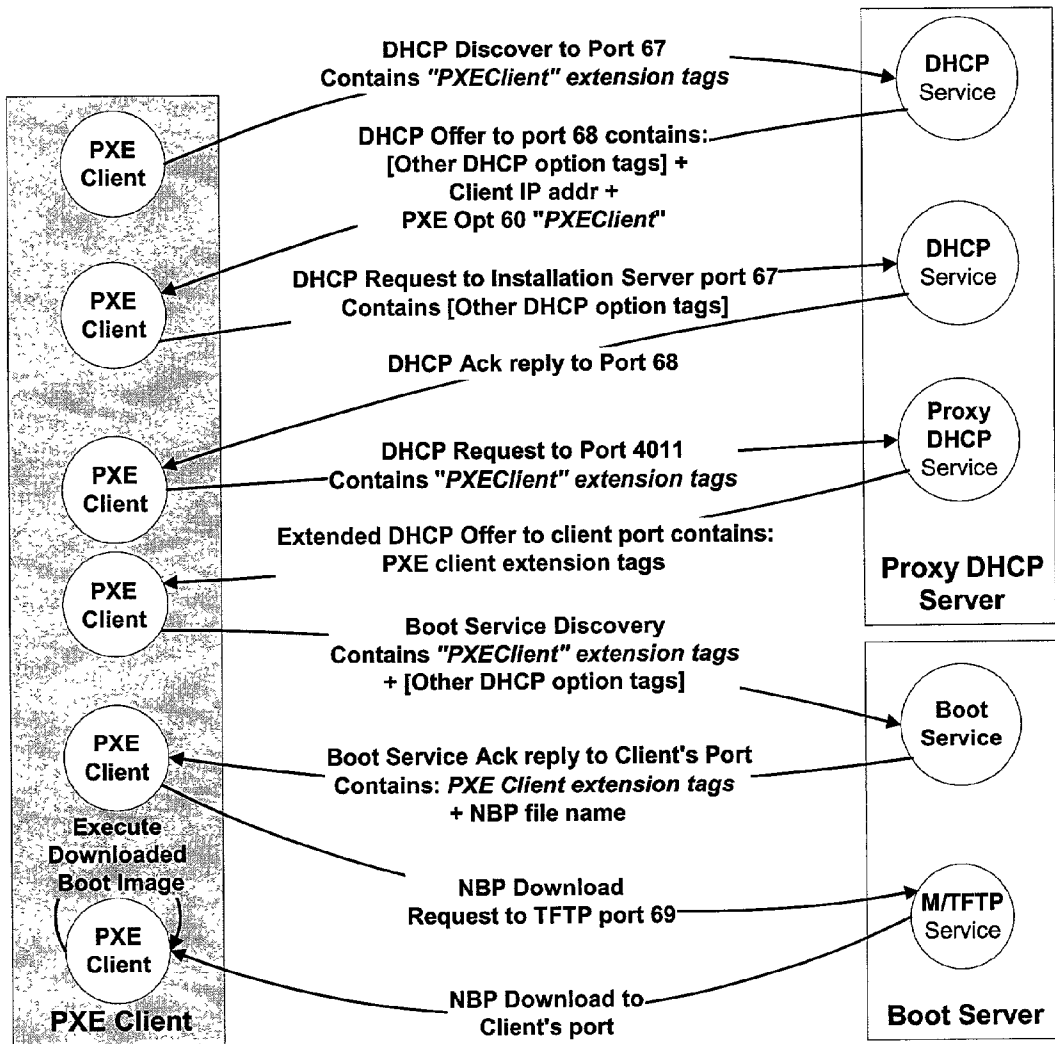 DHCP Discover to Port 67
Contains "PXEClient" extension tags
DHCP
Service
PXE
Client
DHCP Offer to port 68 contains:
[Other DHCP option tags] +
Client IP addr +
PXE Opt 60 "PXEClient"
DHCP
Service
PXE
Client
DHCP Request to Installation Server port 67
Contains [Other DHCP option tags]
DHCP Ack reply to Port 68
Proxy
DHCP
Service
PXE
Client
DHCP Request to Port 4011
Contains "PXEClient" extension tags
Extended DHCP Offer to client port contains:
PXE client extension tags
PXE
Client
Proxy DHCP
Server
Boot Service Discovery
Contains "PXEClient" extension tags
+ [Other DHCP option tags]
Boot
Service
PXE
Client
Boot Service Ack reply to Client's Port
Contains: PXE Client extension tags
+ NBP file name
Execute
Downloaded
Boot Image
NBP Download
Request to TFTP port 69
M/TFTP
Service
PXE
Client
NBP Download to
Client's port
PXE Client
Boot Server